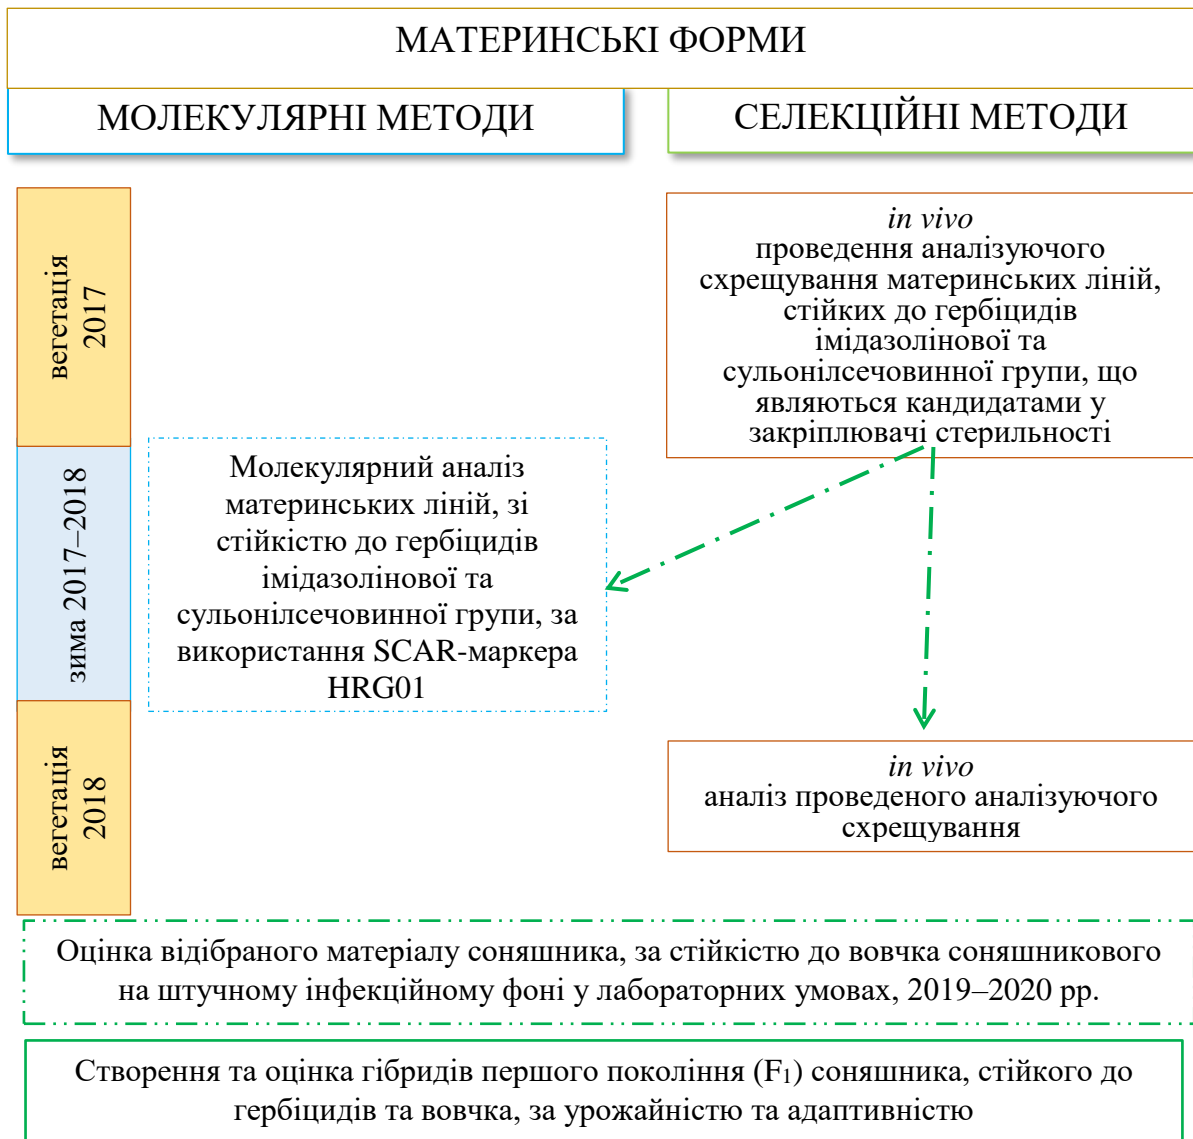 МАТЕРИНСЬКІ ФОРМИ
МОЛЕКУЛЯРНІ МЕТОДИ
СЕЛЕКЦІЙНІ МЕТОДИ
вегетація
2017
in vivo
проведення аналізуючого
схрещування материнських ліній,
стійких до гербіцидів
імідазолінової та
сульонілсечовинної групи, що
являються кандидатами у
закріплювачі стерильності
зима 2017–2018
Молекулярний аналіз
материнських ліній, зі
стійкістю до гербіцидів
імідазолінової та
сульонілсечовинної групи, за
використання SCAR-маркера
HRG01
вегетація
2018
in vivo
аналіз проведеного аналізуючого
схрещування
Оцінка відібраного матеріалу соняшника, за стійкістю до вовчка соняшникового
на штучному інфекційному фоні у лабораторних умовах, 2019–2020 рр.
Створення та оцінка гібридів першого покоління (F₁) соняшника, стійкого до
гербіцидів та вовчка, за урожайністю та адаптивністю